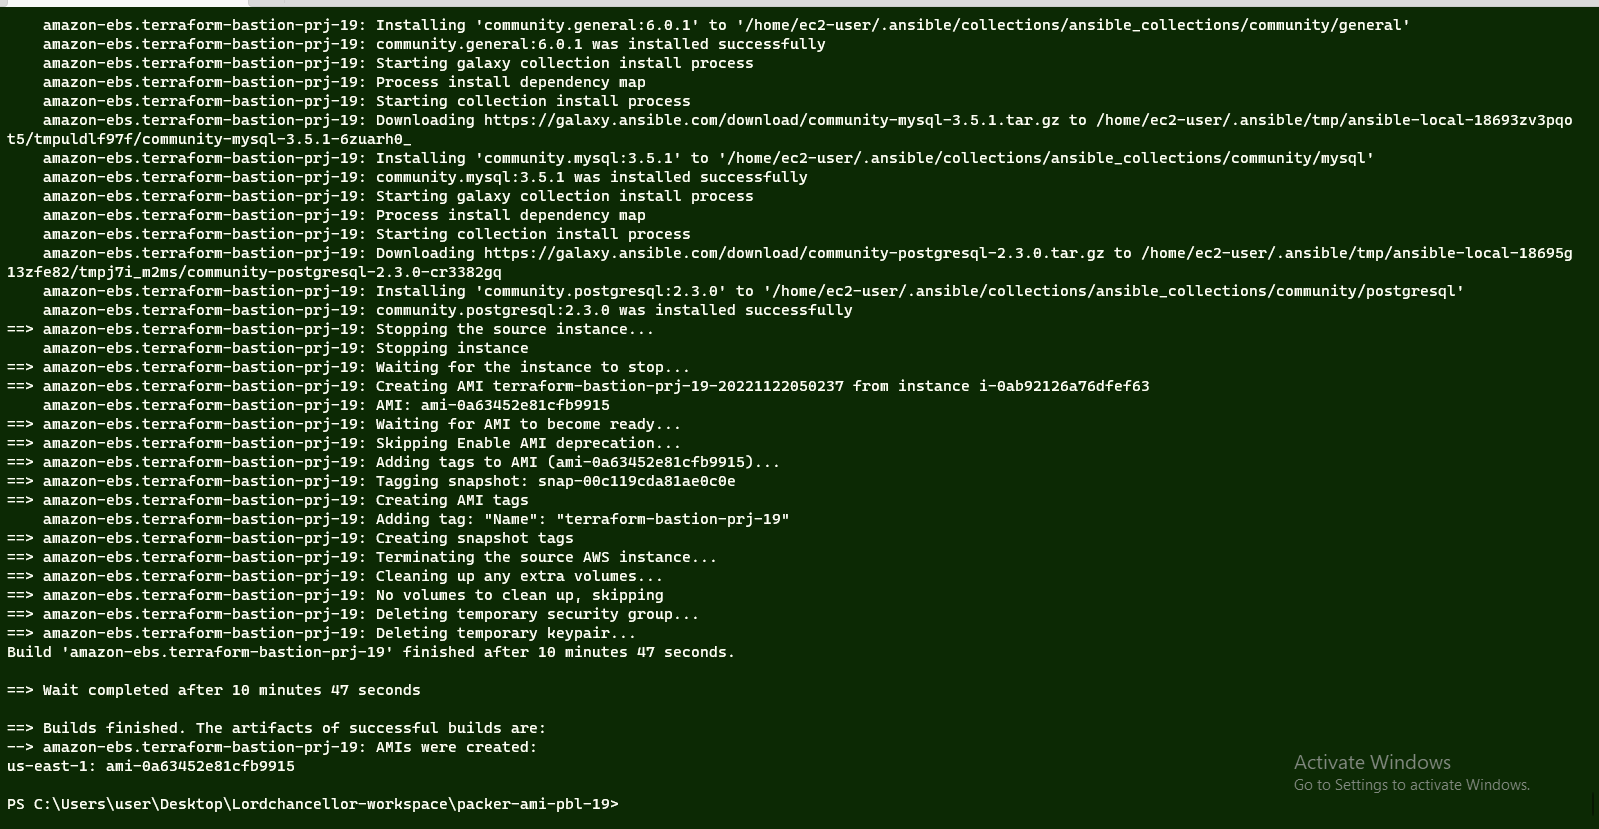 amazon-ebs.terraform-bastion-prj-19: Installing 'community.general:6.0.1' to '/home/ec2-user/.ansible/collections/ansible_collections/community/general'
amazon-ebs.terraform-bastion-prj-19: community.general:6.0.1 was installed successfully
amazon-ebs.terraform-bastion-prj-19: Starting galaxy collection install process
amazon-ebs.terraform-bastion-prj-19: Process install dependency map
amazon-ebs.terraform-bastion-prj-19: Starting collection install process
amazon-ebs.terraform-bastion-prj-19: Downloading https://galaxy.ansible.com/download/community-mysql-3.5.1.tar.gz to /home/ec2-user/.ansible/tmp/ansible-local-18693zv3pqo
t5/tmpuldlf97f/community-mysql-3.5.1-6zuarh0_
amazon-ebs.terraform-bastion-prj-19: Installing 'community.mysql:3.5.1' to '/home/ec2-user/.ansible/collections/ansible_collections/community/mysql'
amazon-ebs.terraform-bastion-prj-19: community.mysql:3.5.1 was installed successfully
amazon-ebs.terraform-bastion-prj-19: Starting galaxy collection install process
amazon-ebs.terraform-bastion-prj-19: Process install dependency map
amazon-ebs.terraform-bastion-prj-19: Starting collection install process
amazon-ebs.terraform-bastion-prj-19: Downloading https://galaxy.ansible.com/download/community-postgresql-2.3.0.tar.gz to /home/ec2-user/.ansible/tmp/ansible-local-18695g
13zfe82/tmpj7i_m2ms/community-postgresql-2.3.0-cr3382gq
amazon-ebs.terraform-bastion-prj-19: Installing 'community.postgresql:2.3.0' to '/home/ec2-user/.ansible/collections/ansible_collections/community/postgresql'
amazon-ebs.terraform-bastion-prj-19: community.postgresql:2.3.0 was installed successfully
==> amazon-ebs.terraform-bastion-prj-19: Stopping the source instance...
amazon-ebs.terraform-bastion-prj-19: Stopping instance
==> amazon-ebs.terraform-bastion-prj-19: Waiting for the instance to stop...
==> amazon-ebs.terraform-bastion-prj-19: Creating AMI terraform-bastion-prj-19-20221122050237 from instance i-0ab92126a76dfef63
amazon-ebs.terraform-bastion-prj-19: AMI: ami-0a63452e81cfb9915
==> amazon-ebs.terraform-bastion-prj-19: Waiting for AMI to become ready...
==> amazon-ebs.terraform-bastion-prj-19: Skipping Enable AMI deprecation...
==> amazon-ebs.terraform-bastion-prj-19: Adding tags to AMI (ami-0a63452e81cfb9915)...
==> amazon-ebs.terraform-bastion-prj-19: Tagging snapshot: snap-00c119cda81ae0c0e
==> amazon-ebs.terraform-bastion-prj-19: Creating AMI tags
amazon-ebs.terraform-bastion-prj-19: Adding tag: "Name": "terraform-bastion-prj-19"
==> amazon-ebs.terraform-bastion-prj-19: Creating snapshot tags
==> amazon-ebs.terraform-bastion-prj-19: Terminating the source AWS instance...
==> amazon-ebs.terraform-bastion-prj-19: Cleaning up any extra volumes...
==> amazon-ebs.terraform-bastion-prj-19: No volumes to clean up, skipping
==> amazon-ebs.terraform-bastion-prj-19: Deleting temporary security group...
==> amazon-ebs.terraform-bastion-prj-19: Deleting temporary keypair...
Build 'amazon-ebs.terraform-bastion-prj-19' finished after 10 minutes 47 seconds.
==> Wait completed after 10 minutes 47 seconds
==> Builds finished. The artifacts of successful builds are:
--> amazon-ebs.terraform-bastion-prj-19: AMIs were created:
us-east-1: ami-0a63452e81cfb9915
Activate Windows
Go to Settings to activate Windows.
PS C:\Users\user\Desktop\Lordchancellor-workspace\packer-ami-pbl-19>